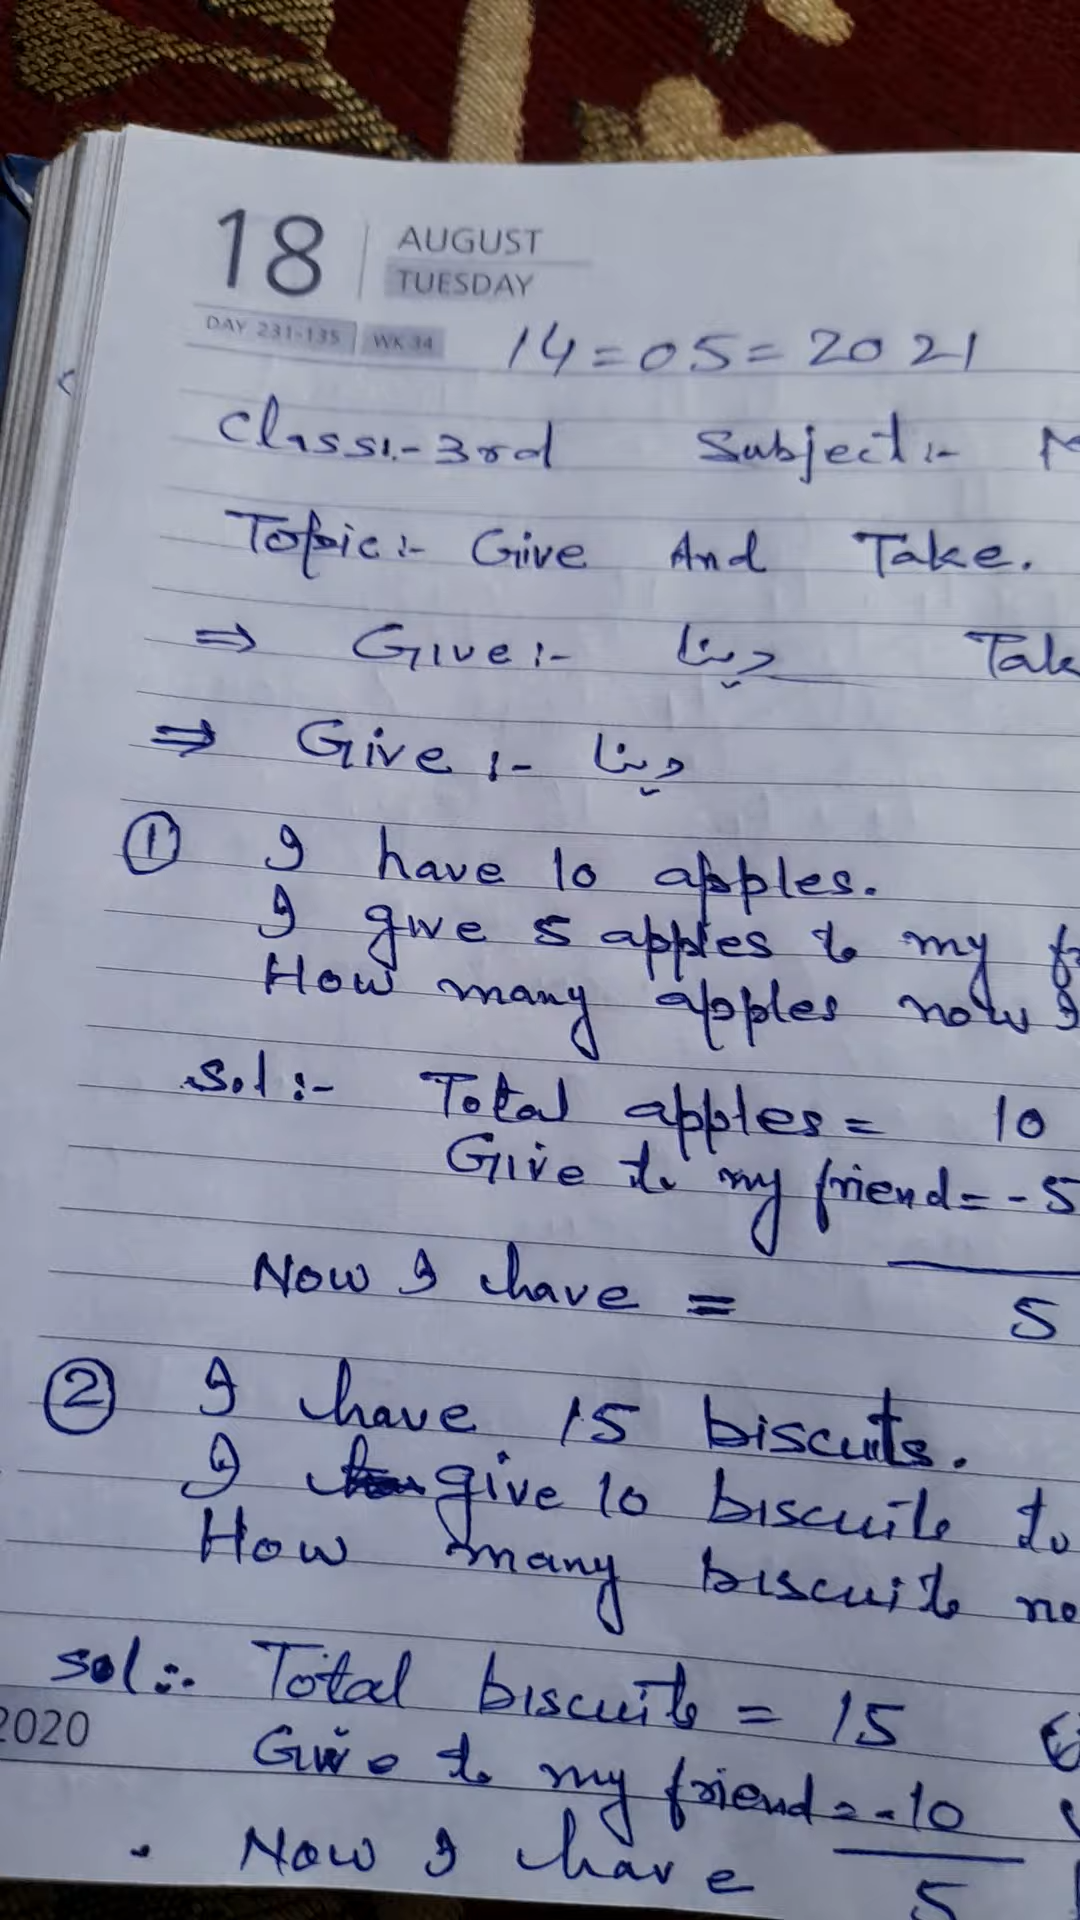 18 AUGUST
TUESDAY
DAY 231-135 WK 34
14=05=2021
Class:-3rd Subject:-
Topic:- Give And Take.
⇒ Give:- دینا Tak
⇒ Give:- دینا
① I have 10 apples.
I give 5 apples to my
How many apples now I
Sol:- Total apples = 10
Give to my friend= -5
Now I have = 5
② I have 15 biscuits.
I give 10 biscuits to
How many biscuits no
Sol:- Total biscuits = 15
Give to my friend= -10
Now I have 5
2020